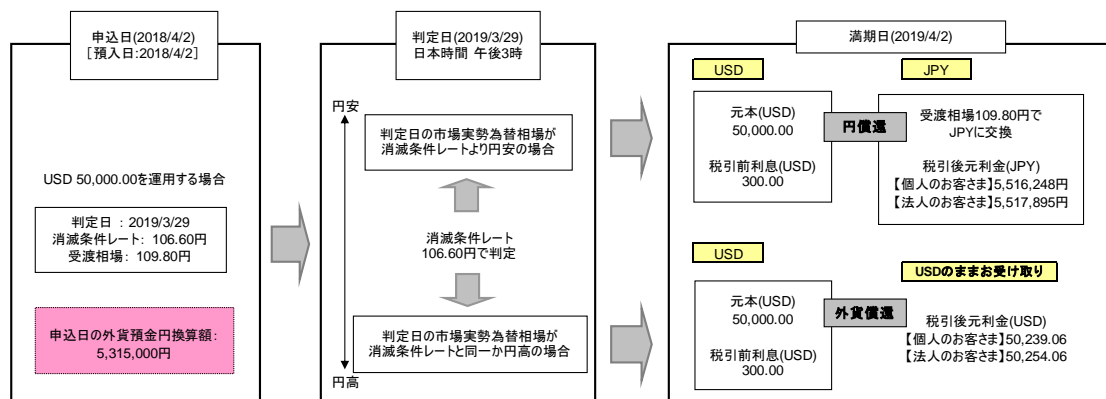 申込日(2018/4/2)
[預入日:2018/4/2]
USD 50,000.00を運用する場合
判定日 : 2019/3/29
消滅条件レート: 106.60円
受渡相場: 109.80円
申込日の外貨預金円換算額:
5,315,000円
判定日(2019/3/29)
日本時間 午後3時
円安
判定日の市場実勢為替相場が
消滅条件レートより円安の場合
消滅条件レート
106.60円で判定
判定日の市場実勢為替相場が
消滅条件レートと同一か円高の場合
円高
満期日(2019/4/2)
USD
JPY
元本(USD)
50,000.00
税引前利息(USD)
300.00
円償還
受渡相場109.80円で
JPYに交換
税引後元利金(JPY)
【個人のお客さま】5,516,248円
【法人のお客さま】5,517,895円
USD
USDのままお受け取り
元本(USD)
50,000.00
税引前利息(USD)
300.00
外貨償還
税引後元利金(USD)
【個人のお客さま】50,239.06
【法人のお客さま】50,254.06